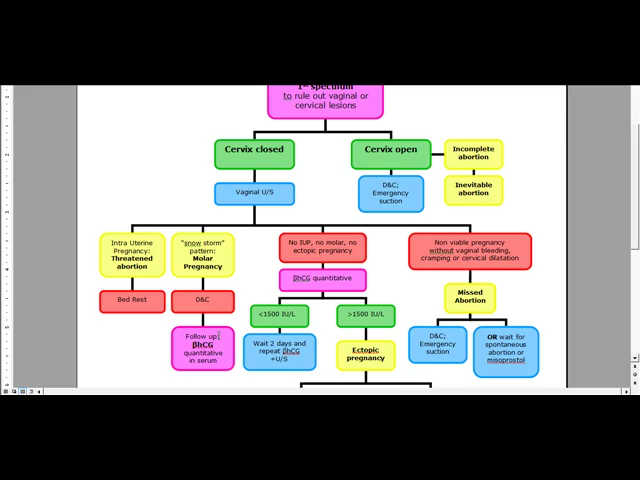 1st speculum
to rule out vaginal or
cervical lesions
Cervix closed
Cervix open
Incomplete
abortion
Inevitable
abortion
Vaginal U/S
D&C;
Emergency
suction
Intra Uterine
Pregnancy:
Threatened
abortion
Bed Rest
"snow storm"
pattern:
Molar
Pregnancy
D&C
Follow up:
βhCG
quantitative
in serum
No IUP, no molar, no
ectopic pregnancy
βhCG quantitative
<1500 IU/L
Wait 2 days and
repeat βhCG
+U/S
>1500 IU/L
Ectopic
pregnancy
Non viable pregnancy
without vaginal bleeding,
cramping or cervical dilatation
Missed
Abortion
D&C;
Emergency
suction
OR wait for
spontaneous
abortion or
misoprostol